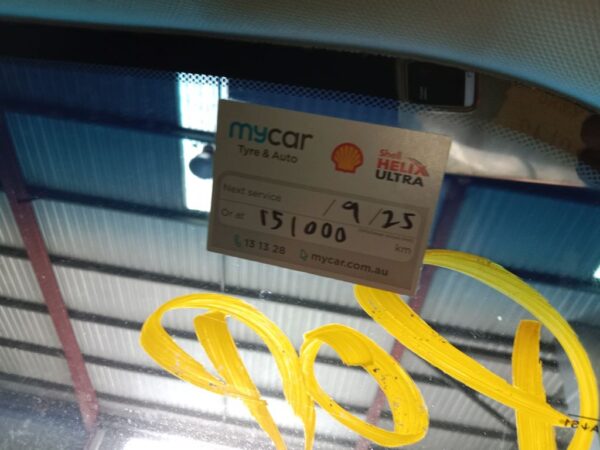 mycar
Tyre & Auto
Shell
HELIX
ULTRA
Next service / 9 / 25
Or at 151000 km
13 13 28 mycar.com.au